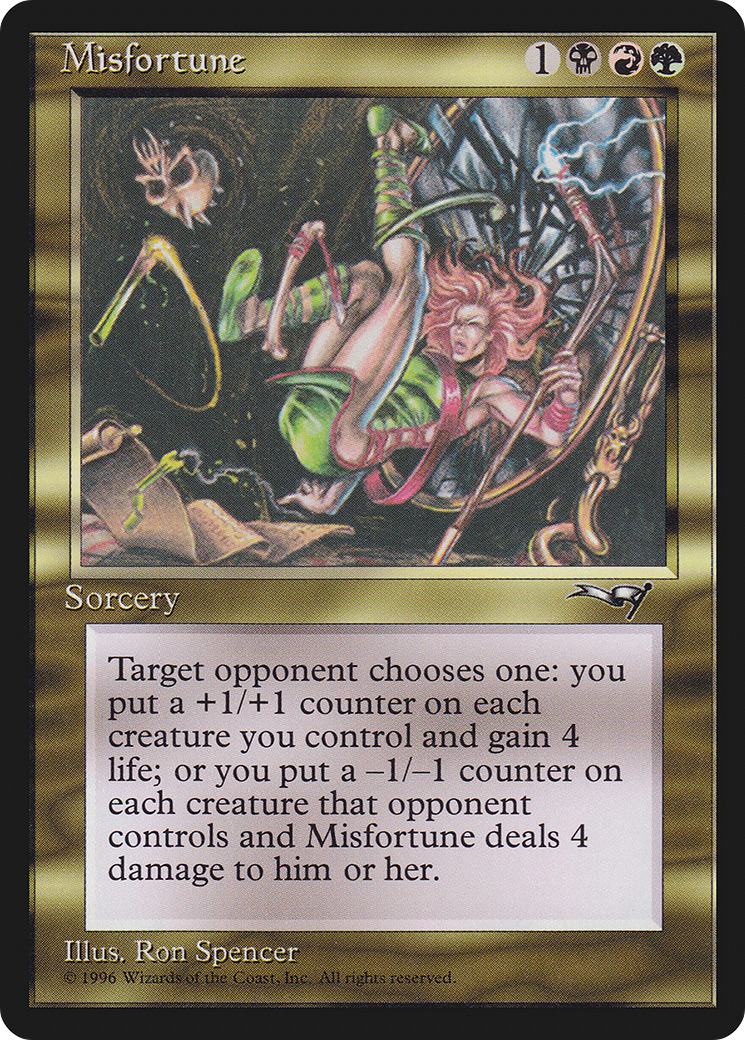 Misfortune 1
Sorcery
Target opponent chooses one: you
put a +1/+1 counter on each
creature you control and gain 4
life; or you put a –1/–1 counter on
each creature that opponent
controls and Misfortune deals 4
damage to him or her.
Illus. Ron Spencer
© 1996 Wizards of the Coast, Inc. All rights reserved.